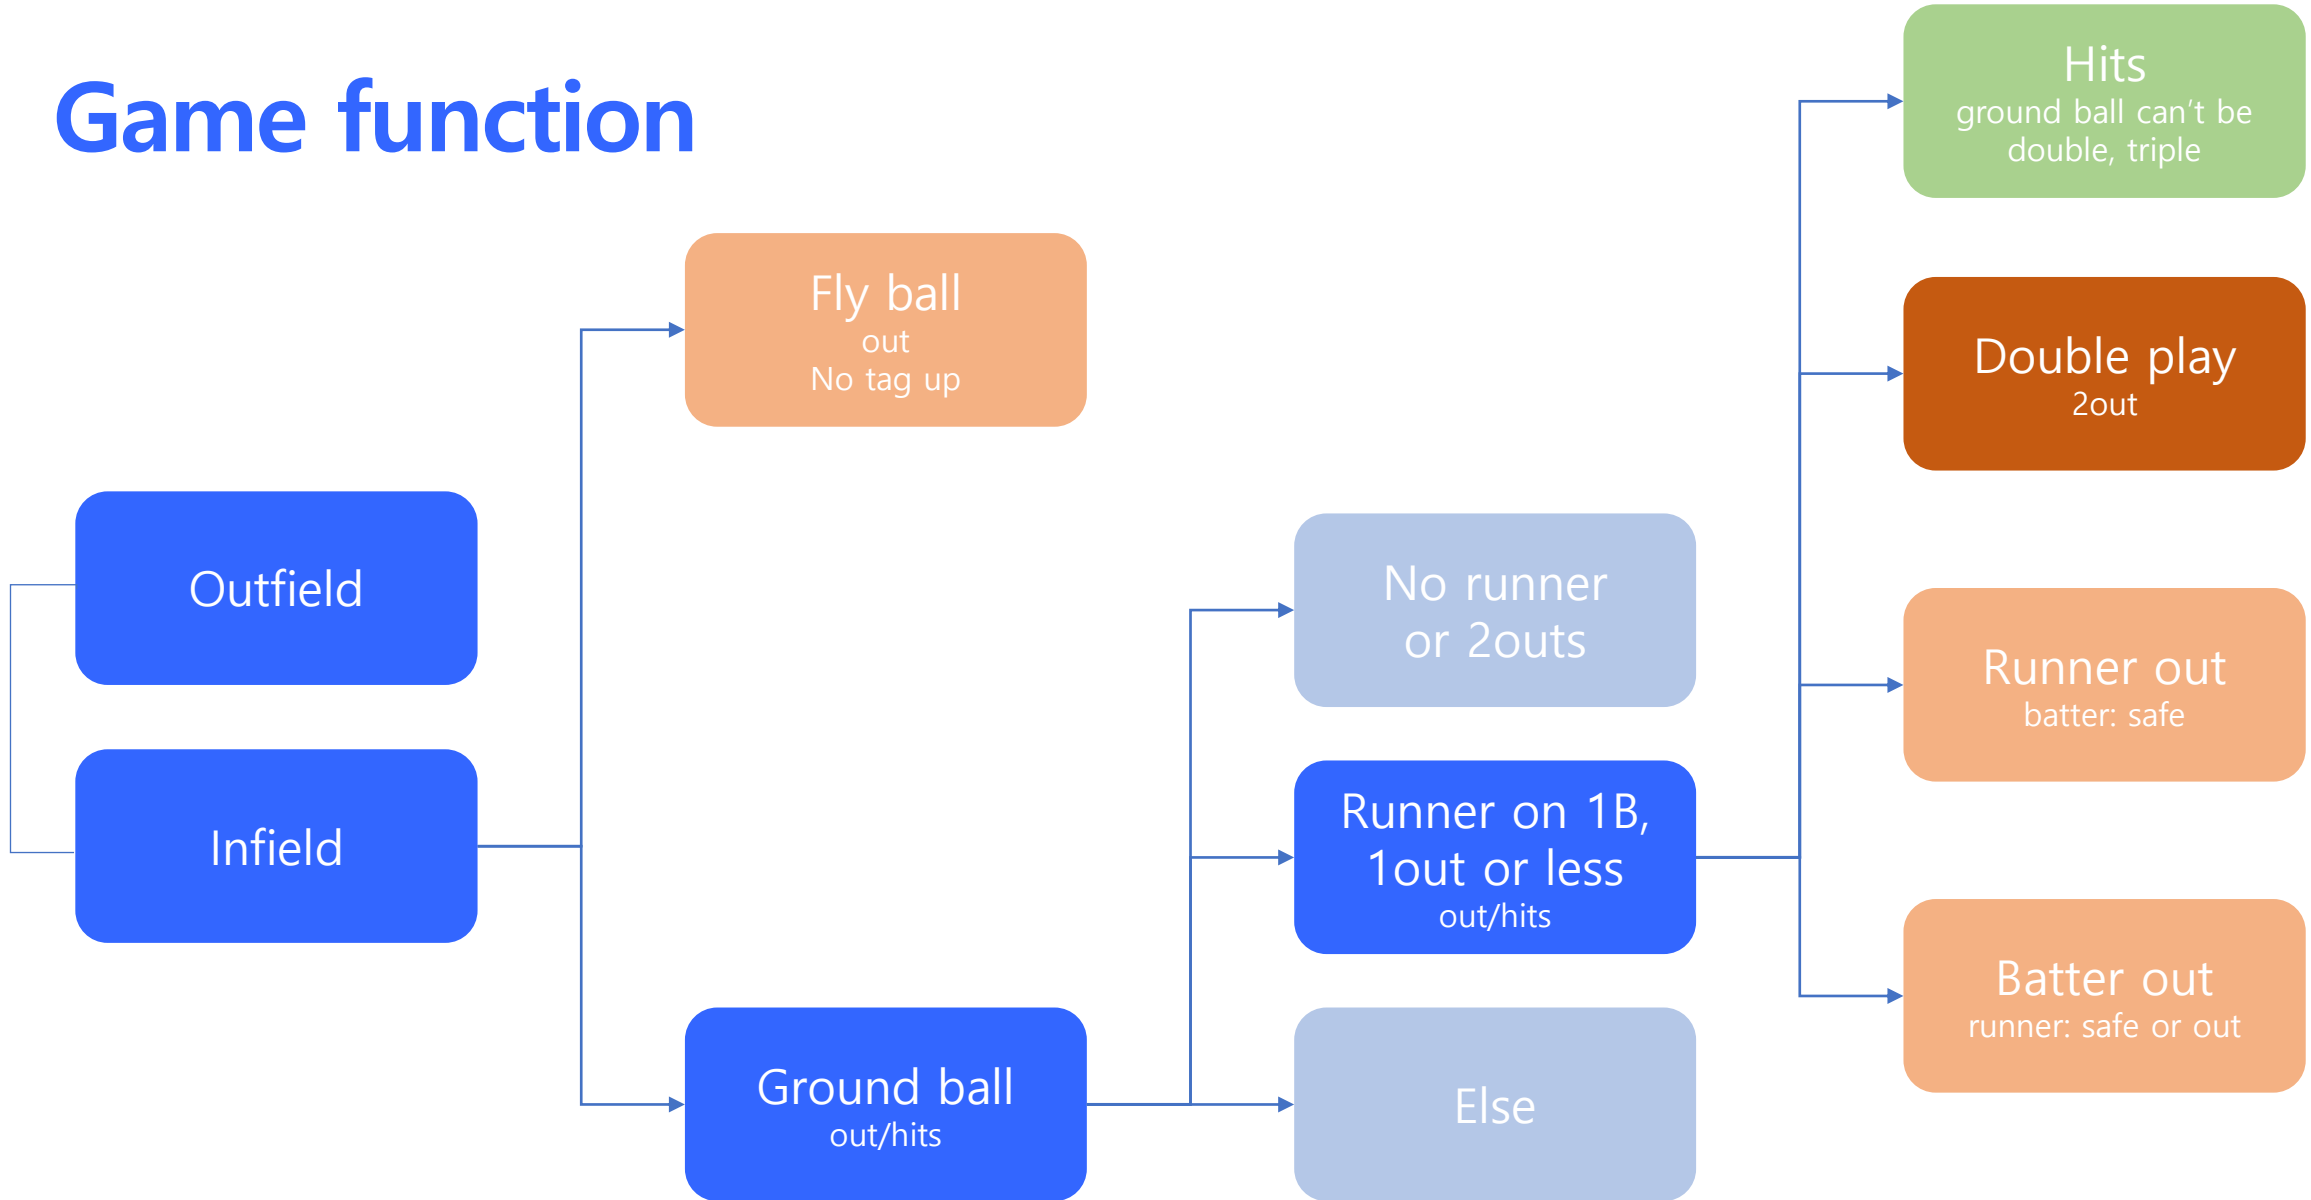 Game function
Hits
ground ball can't be
double, triple
Fly ball
out
No tag up
Double play
2out
Outfield
No runner
or 2outs
Runner out
batter: safe
Infield
Runner on 1B,
1out or less
out/hits
Batter out
runner: safe or out
Ground ball
out/hits
Else